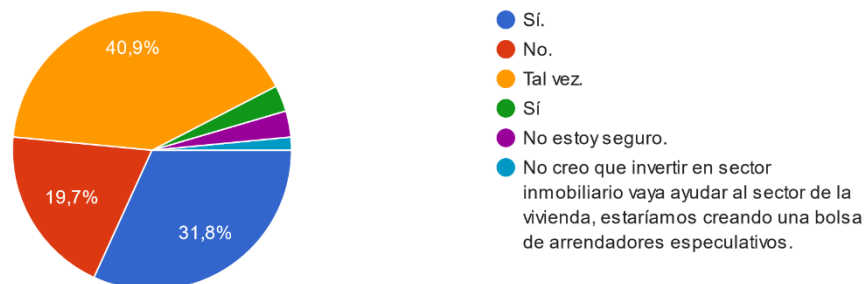 40,9%
19,7%
31,8%
Sí.
No.
Tal vez.
Sí
No estoy seguro.
No creo que invertir en sector
inmobiliario vaya ayudar al sector de la
vivienda, estaríamos creando una bolsa
de arrendadores especulativos.